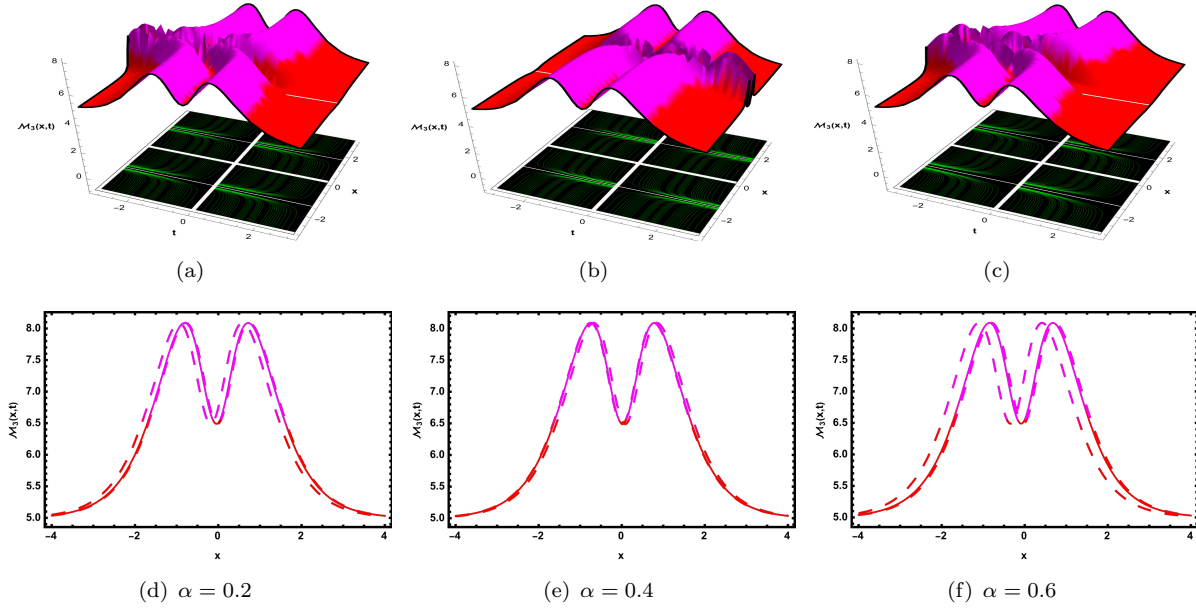 8
6
4
2
0
ℳ₃(x,t)
−2
0
2
t
−2
0
2
x
(a)
8
6
4
2
0
ℳ₃(x,t)
−2
0
2
t
−2
0
2
x
(b)
8
6
4
2
0
ℳ₃(x,t)
−2
0
2
t
−2
0
2
x
(c)
8.0
7.5
7.0
6.5
6.0
5.5
5.0
ℳ₃(x,t)
−4 −2 0 2 4
x
(d) α = 0.2
8.0
7.5
7.0
6.5
6.0
5.5
5.0
ℳ₃(x,t)
−4 −2 0 2 4
x
(e) α = 0.4
8.0
7.5
7.0
6.5
6.0
5.5
5.0
ℳ₃(x,t)
−4 −2 0 2 4
x
(f) α = 0.6